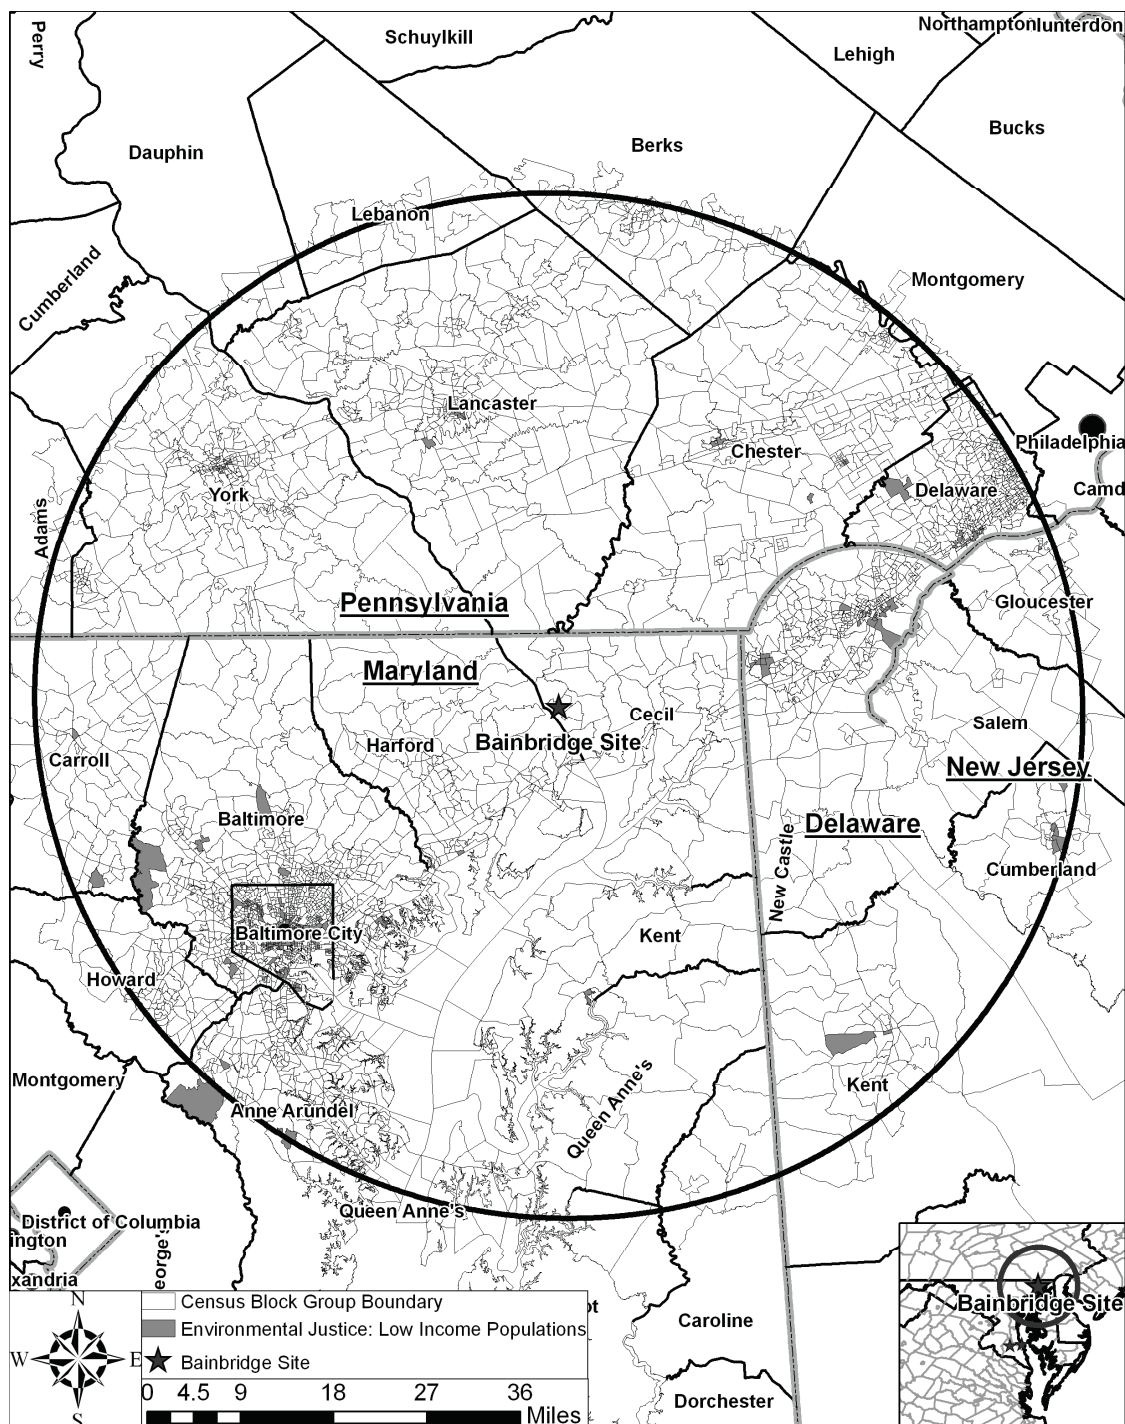 Perry
Schuylkill
Northampton
Hunterdon
Lehigh
Bucks
Dauphin
Berks
Lebanon
Cumberland
Montgomery
Lancaster
Philadelphia
Chester
York
Delaware
Camd
Adams
Pennsylvania
Gloucester
Maryland
Cecil
Salem
Bainbridge Site
Harford
Carroll
New Jersey
Baltimore
Delaware
New Castle
Cumberland
Baltimore City
Kent
Howard
Montgomery
Anne Arundel
Kent
Queen Anne's
Queen Anne's
District of Columbia
ington
xandria
eorge's
Caroline
Dorchester
Bainbridge Site
N
W
E
S
Census Block Group Boundary
Environmental Justice: Low Income Populations
Bainbridge Site
0 4.5 9 18 27 36
Miles